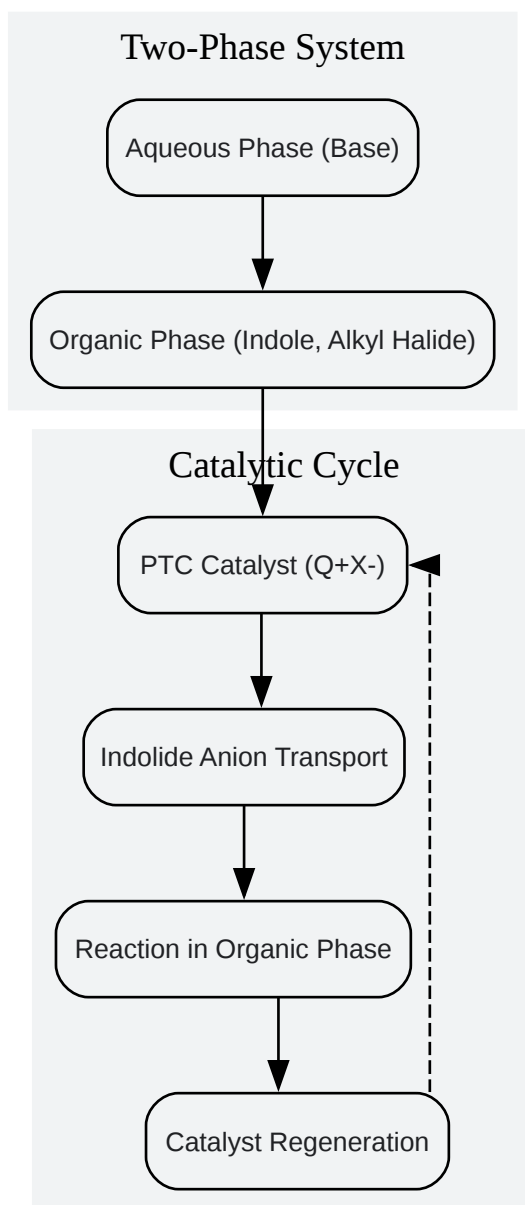 Two-Phase System
Aqueous Phase (Base)
Organic Phase (Indole, Alkyl Halide)
Catalytic Cycle
PTC Catalyst (Q+X-)
Indolide Anion Transport
Reaction in Organic Phase
Catalyst Regeneration